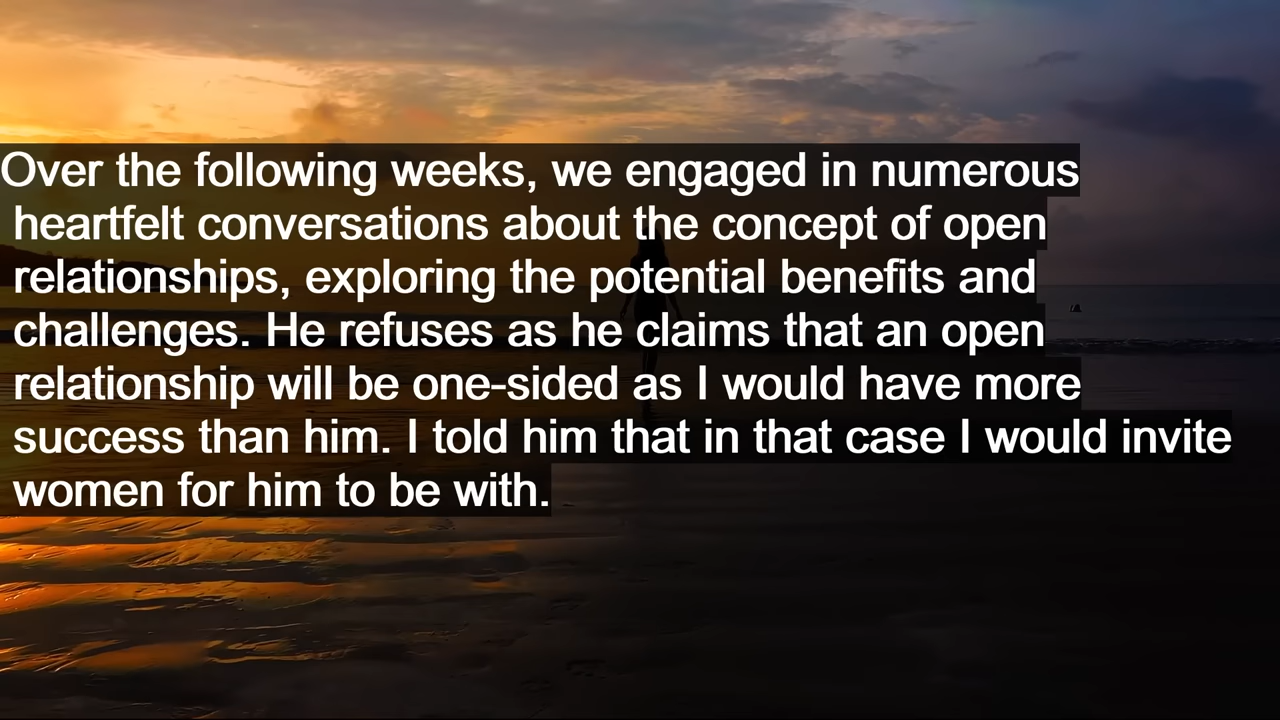 Over the following weeks, we engaged in numerous
heartfelt conversations about the concept of open
relationships, exploring the potential benefits and
challenges. He refuses as he claims that an open
relationship will be one-sided as I would have more
success than him. I told him that in that case I would invite
women for him to be with.